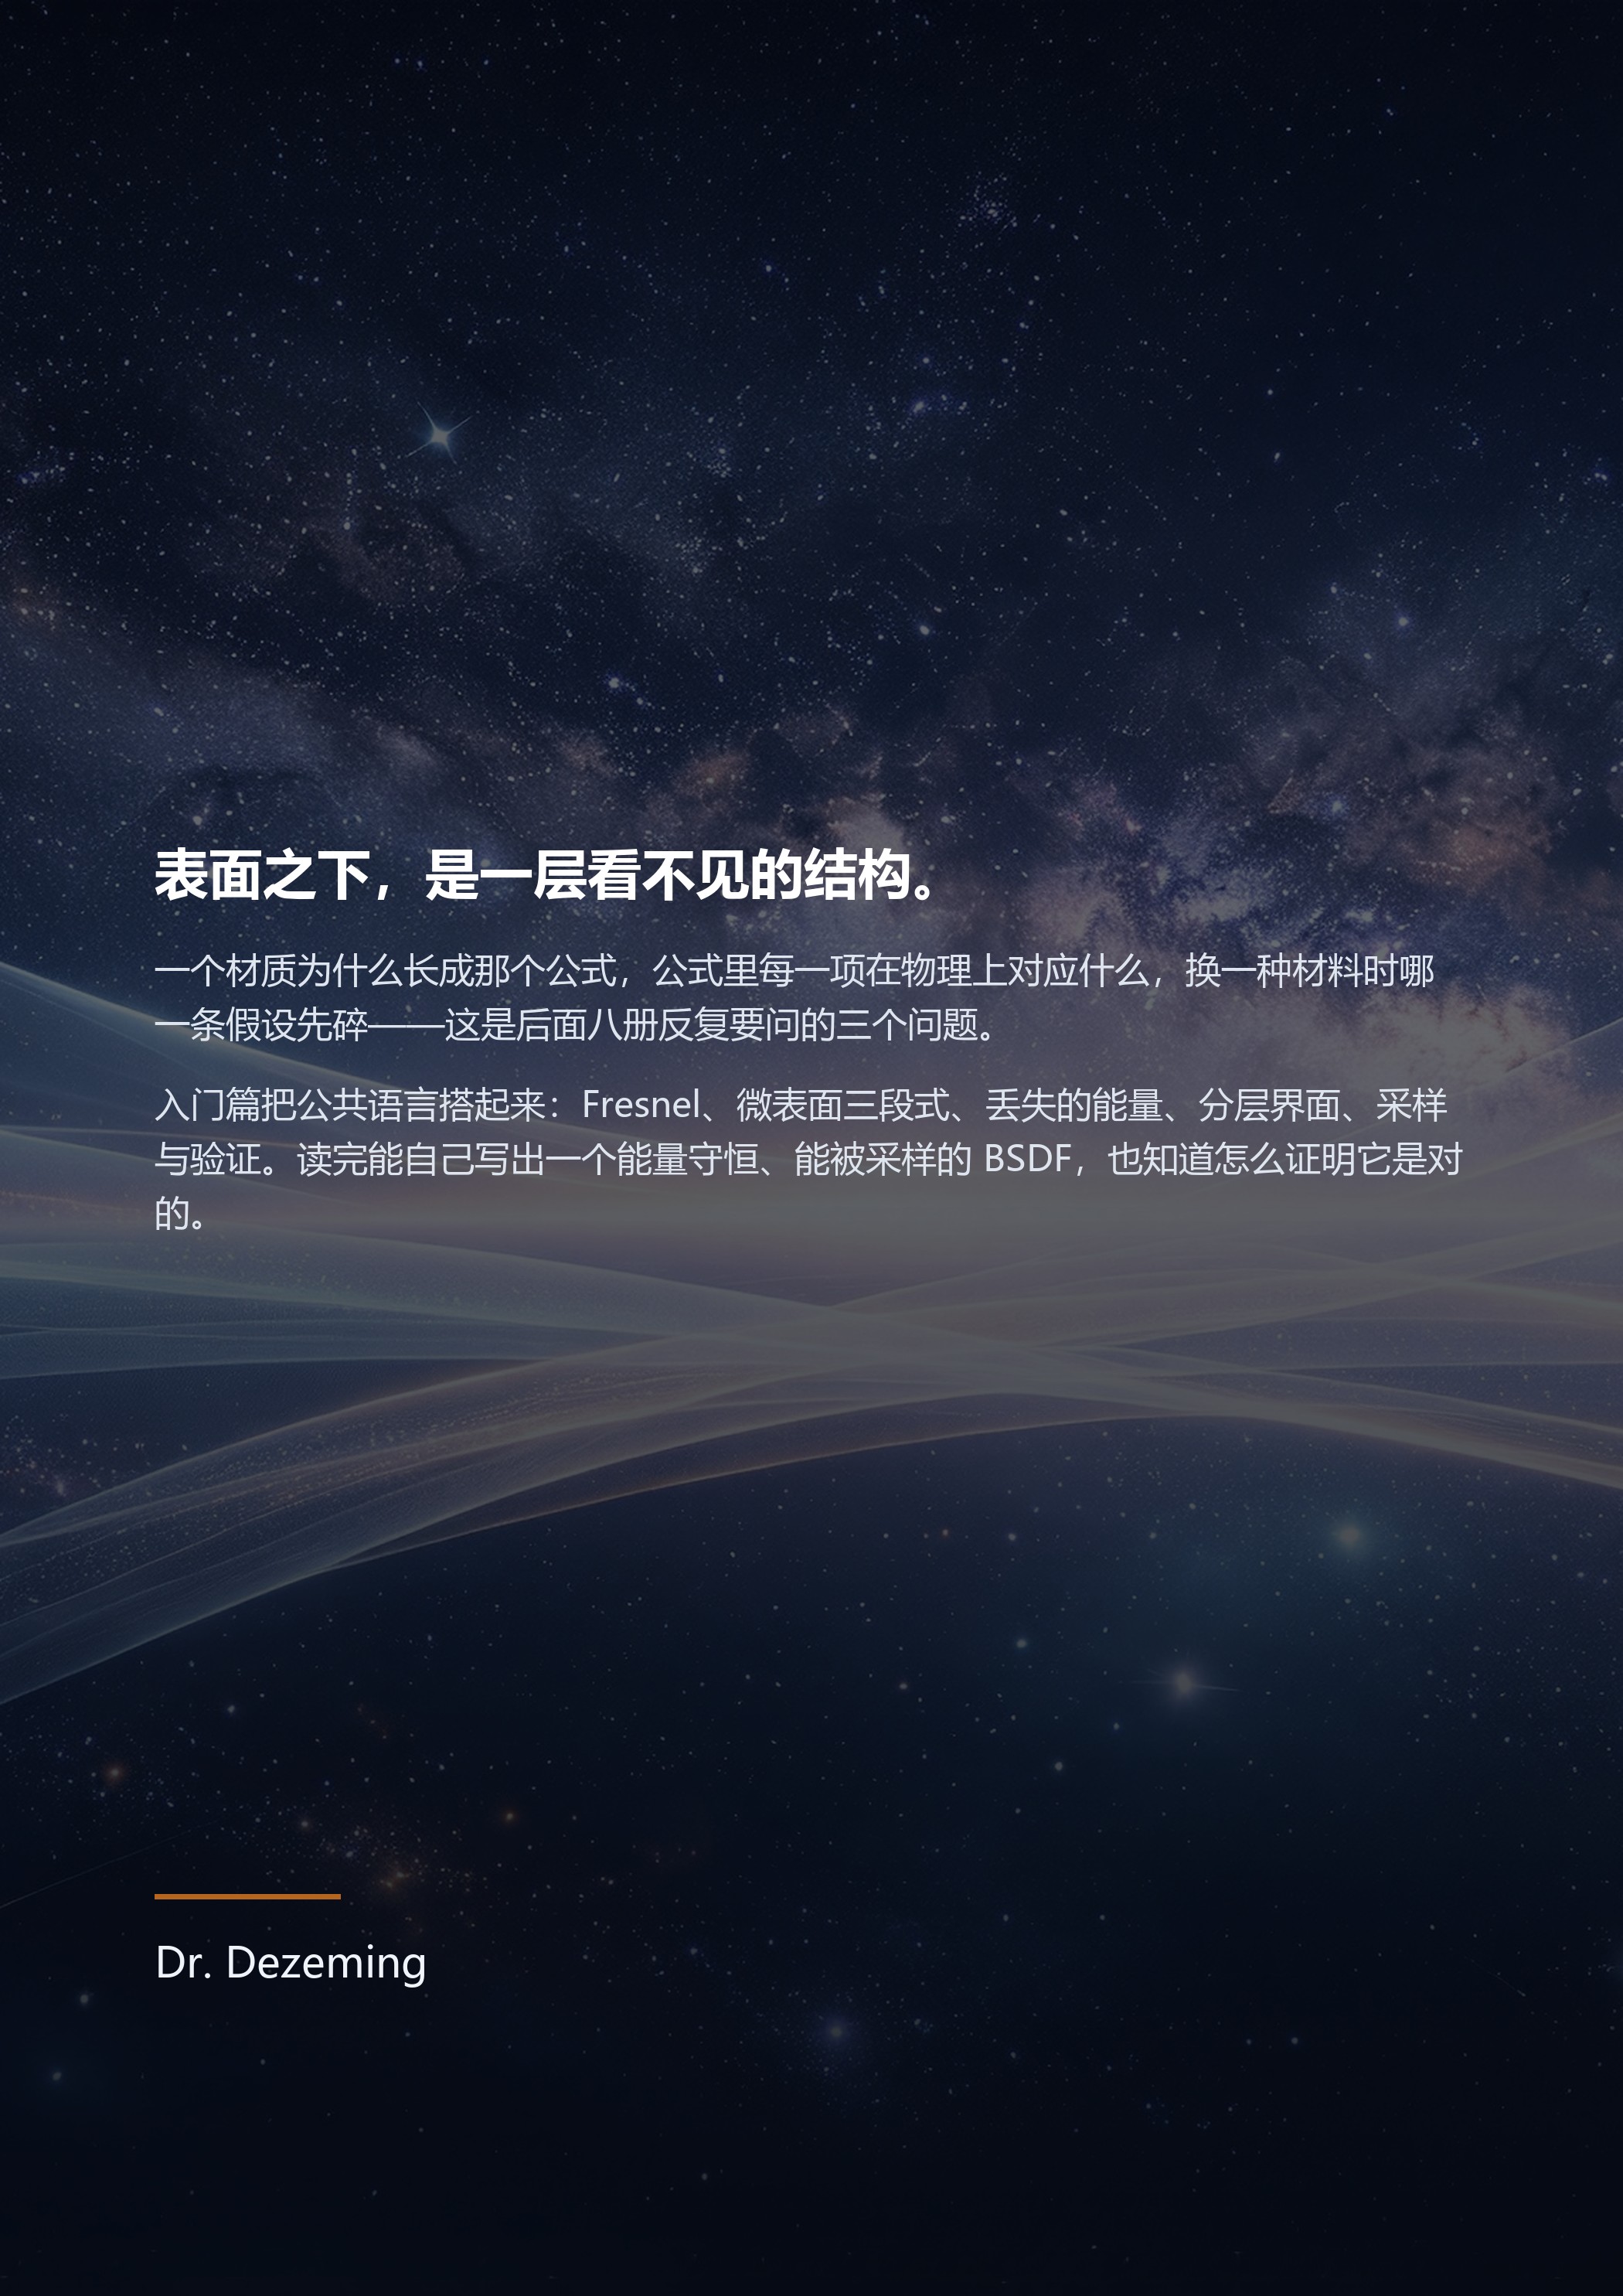 表面之下，是一层看不见的结构。
一个材质为什么长成那个公式，公式里每一项在物理上对应什么，换一种材料时哪
一条假设先碎——这是后面八册反复要问的三个问题。
入门篇把公共语言搭起来：Fresnel、微表面三段式、丢失的能量、分层界面、采样
与验证。读完能自己写出一个能量守恒、能被采样的 BSDF，也知道怎么证明它是对
的。
Dr. Dezeming